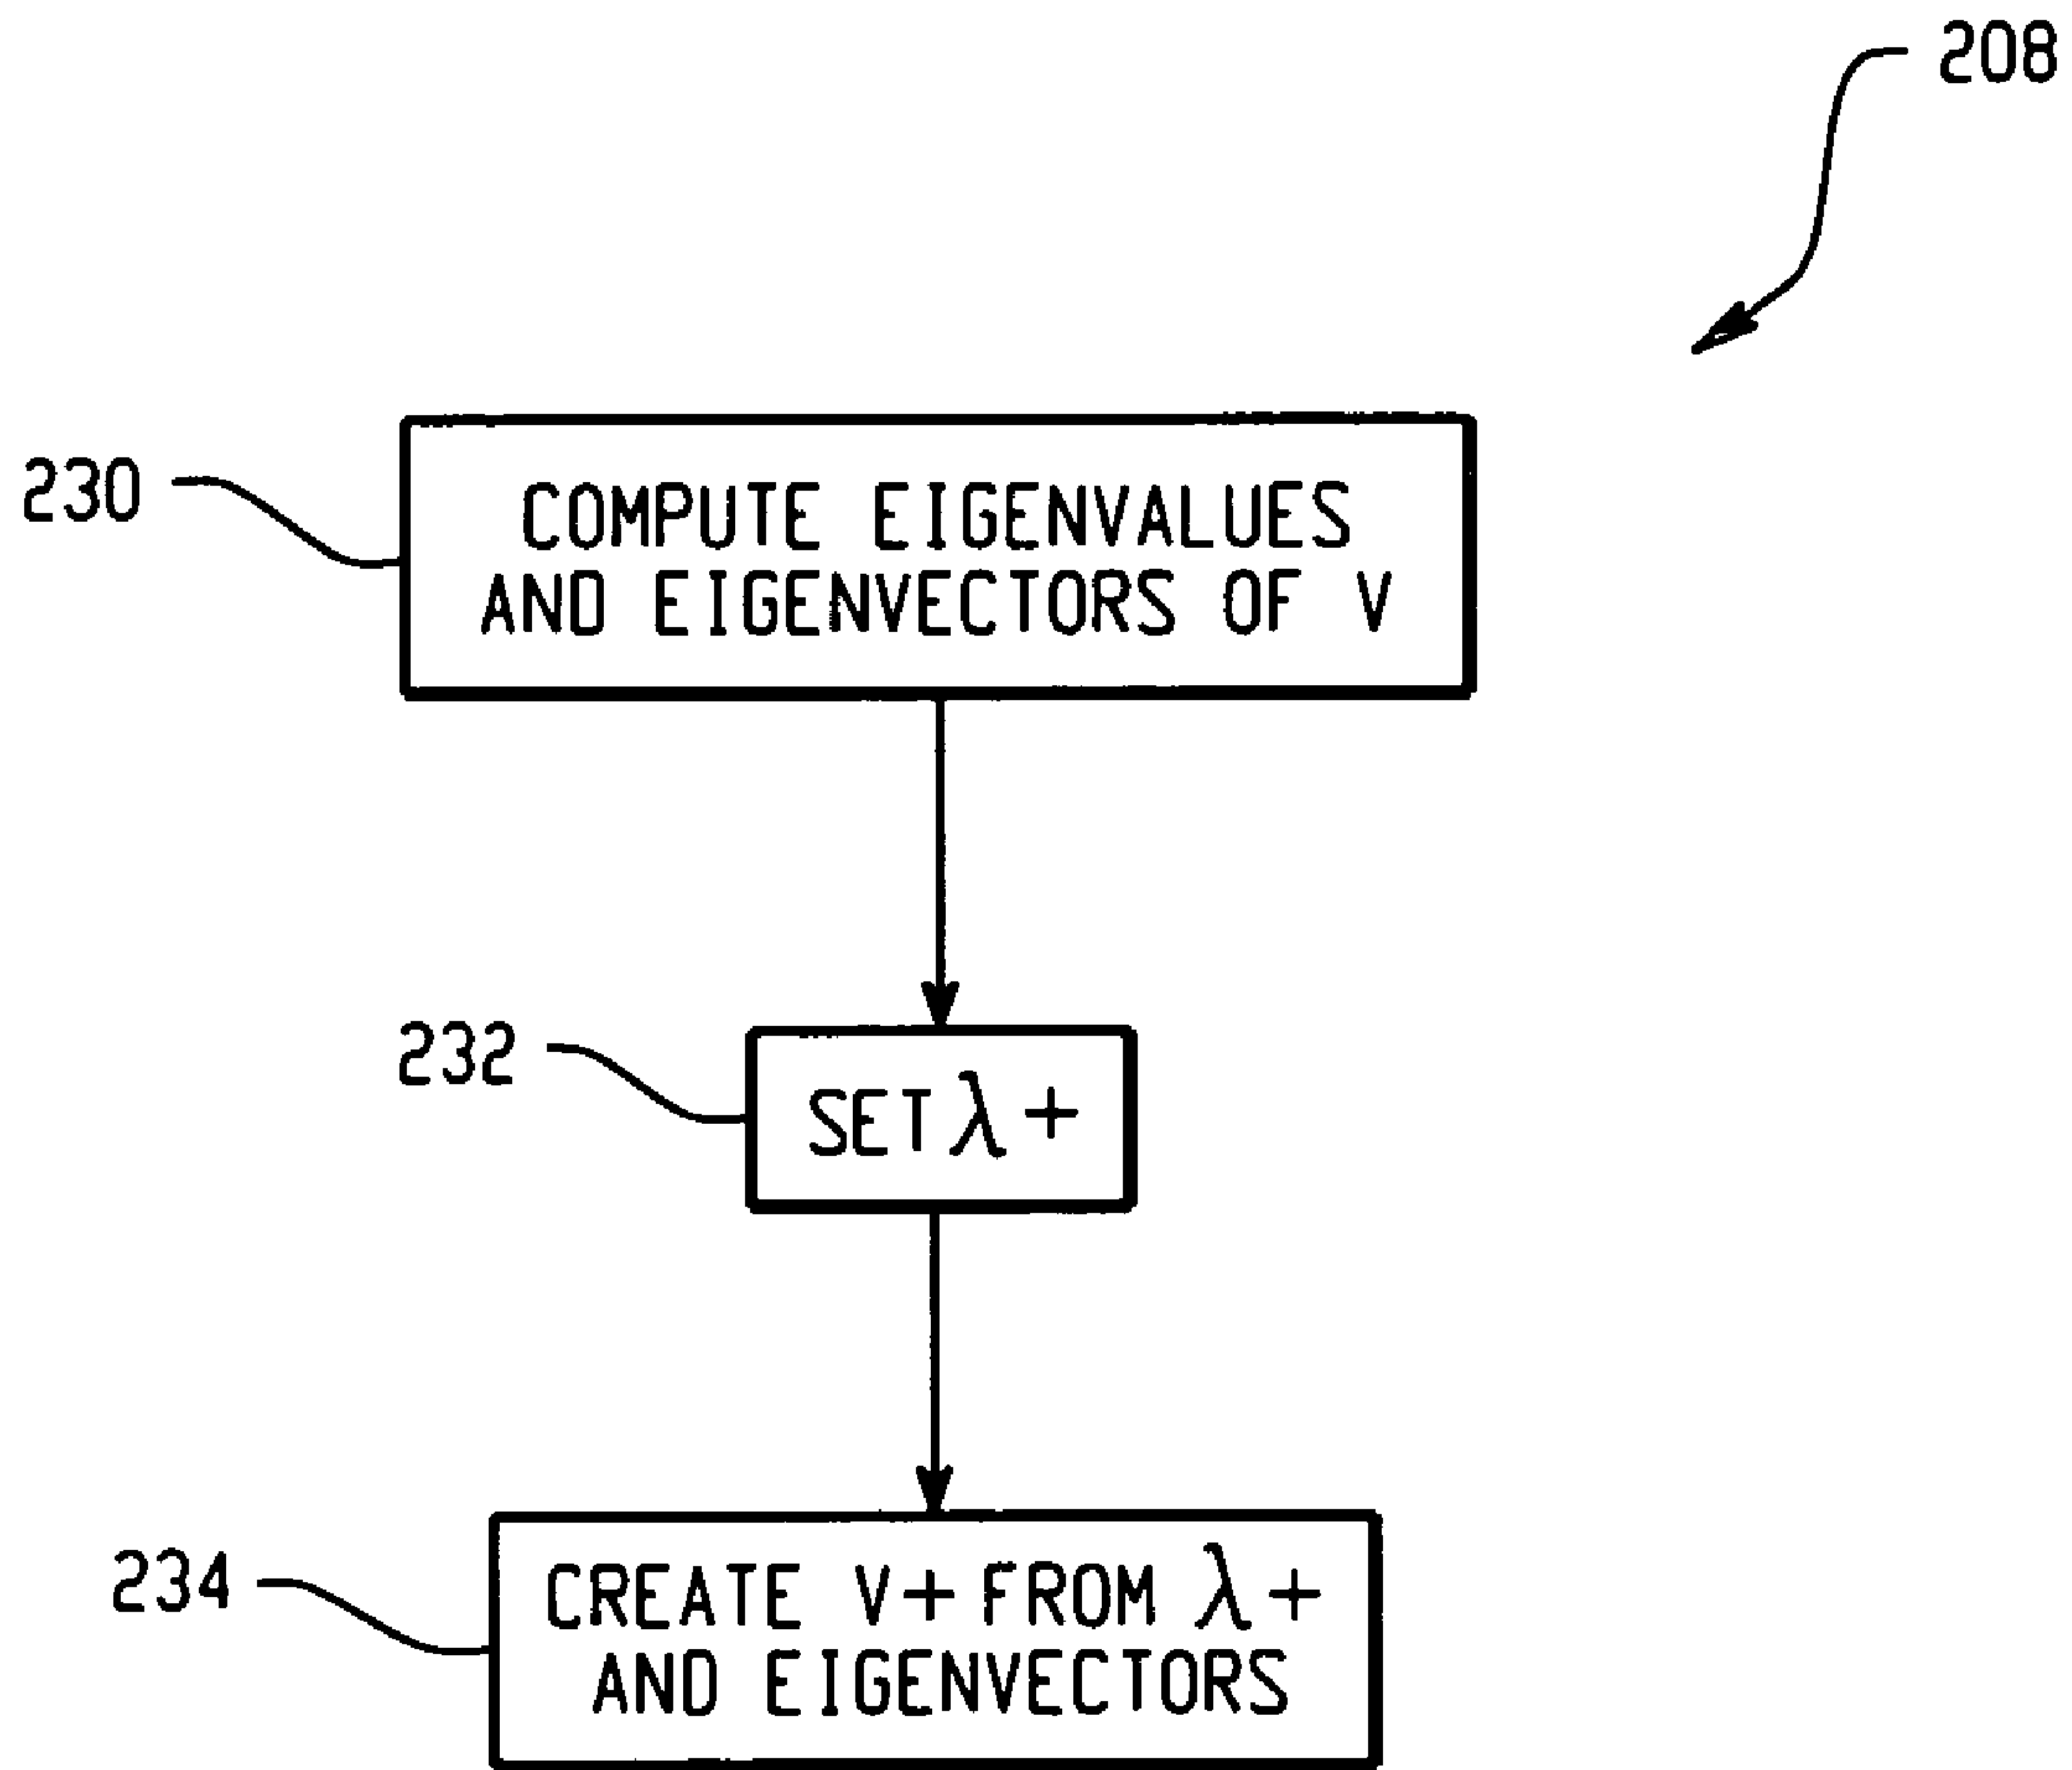 208
230
COMPUTE EIGENVALUES
AND EIGENVECTORS OF V
232
SET λ+
234
CREATE V+ FROM λ+
AND EIGENVECTORS